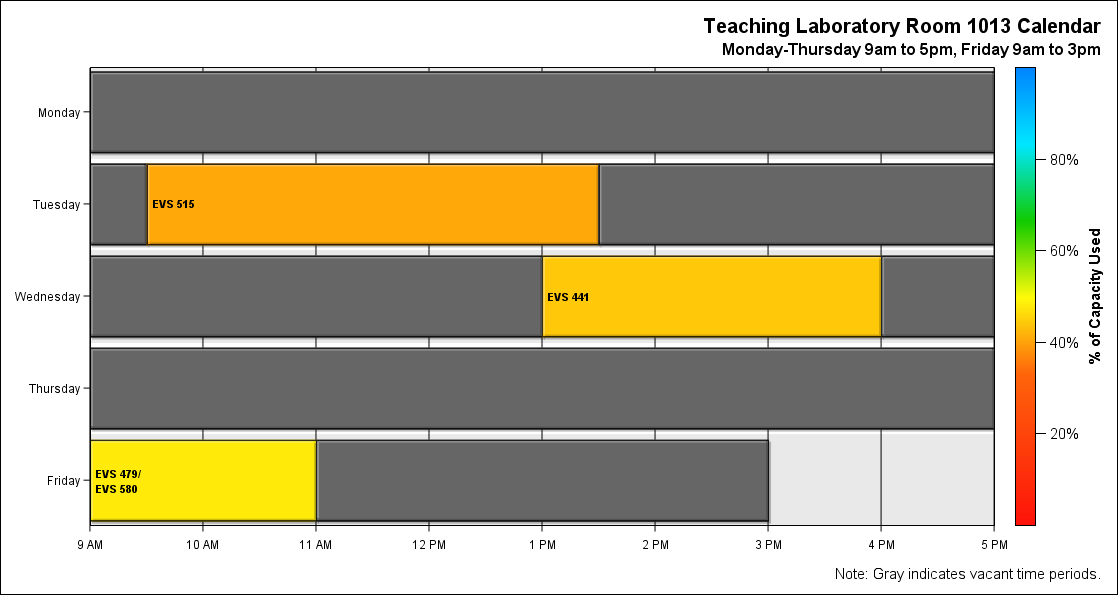 Teaching Laboratory Room 1013 Calendar
Monday-Thursday 9am to 5pm, Friday 9am to 3pm
Monday
Tuesday
EVS 515
Wednesday
EVS 441
Thursday
Friday
EVS 479/
EVS 580
9 AM
10 AM
11 AM
12 PM
1 PM
2 PM
3 PM
4 PM
5 PM
80%
60%
40%
20%
% of Capacity Used
Note: Gray indicates vacant time periods.